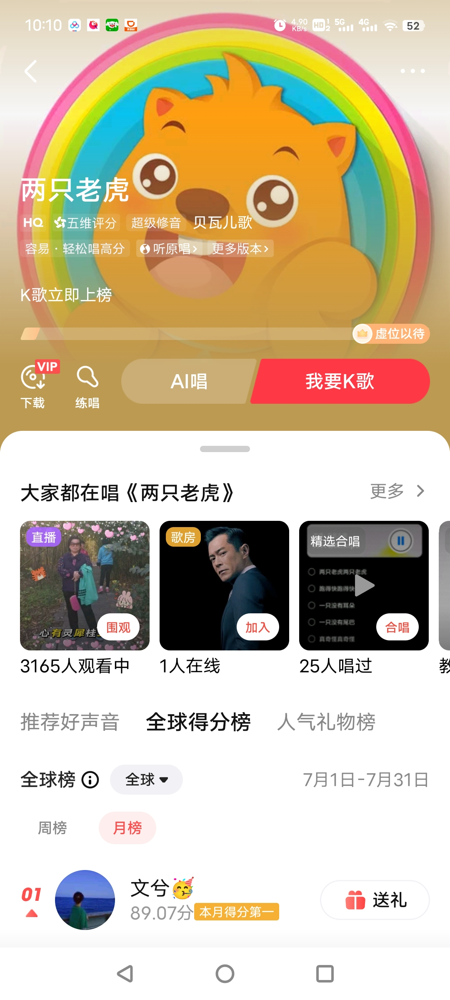 10:10
4.90 KB/s HD 1 2 5G 4G 52
两只老虎
HQ 五维评分 超级修音 贝瓦儿歌
容易 · 轻松唱高分 听原唱 更多版本
K歌立即上榜
虚位以待
VIP
下载 练唱 AI唱 我要K歌
大家都在唱《两只老虎》 更多
直播 歌房 精选合唱
两只老虎两只老虎
跑得快跑得快
一只没有耳朵
一只没有尾巴
真奇怪真奇怪
心有灵犀挂
围观 加入 合唱
3165人观看中 1人在线 25人唱过 教
推荐好声音 全球得分榜 人气礼物榜
全球榜 全球 7月1日-7月31日
周榜 月榜
01 文兮
89.07分 本月得分第一
送礼